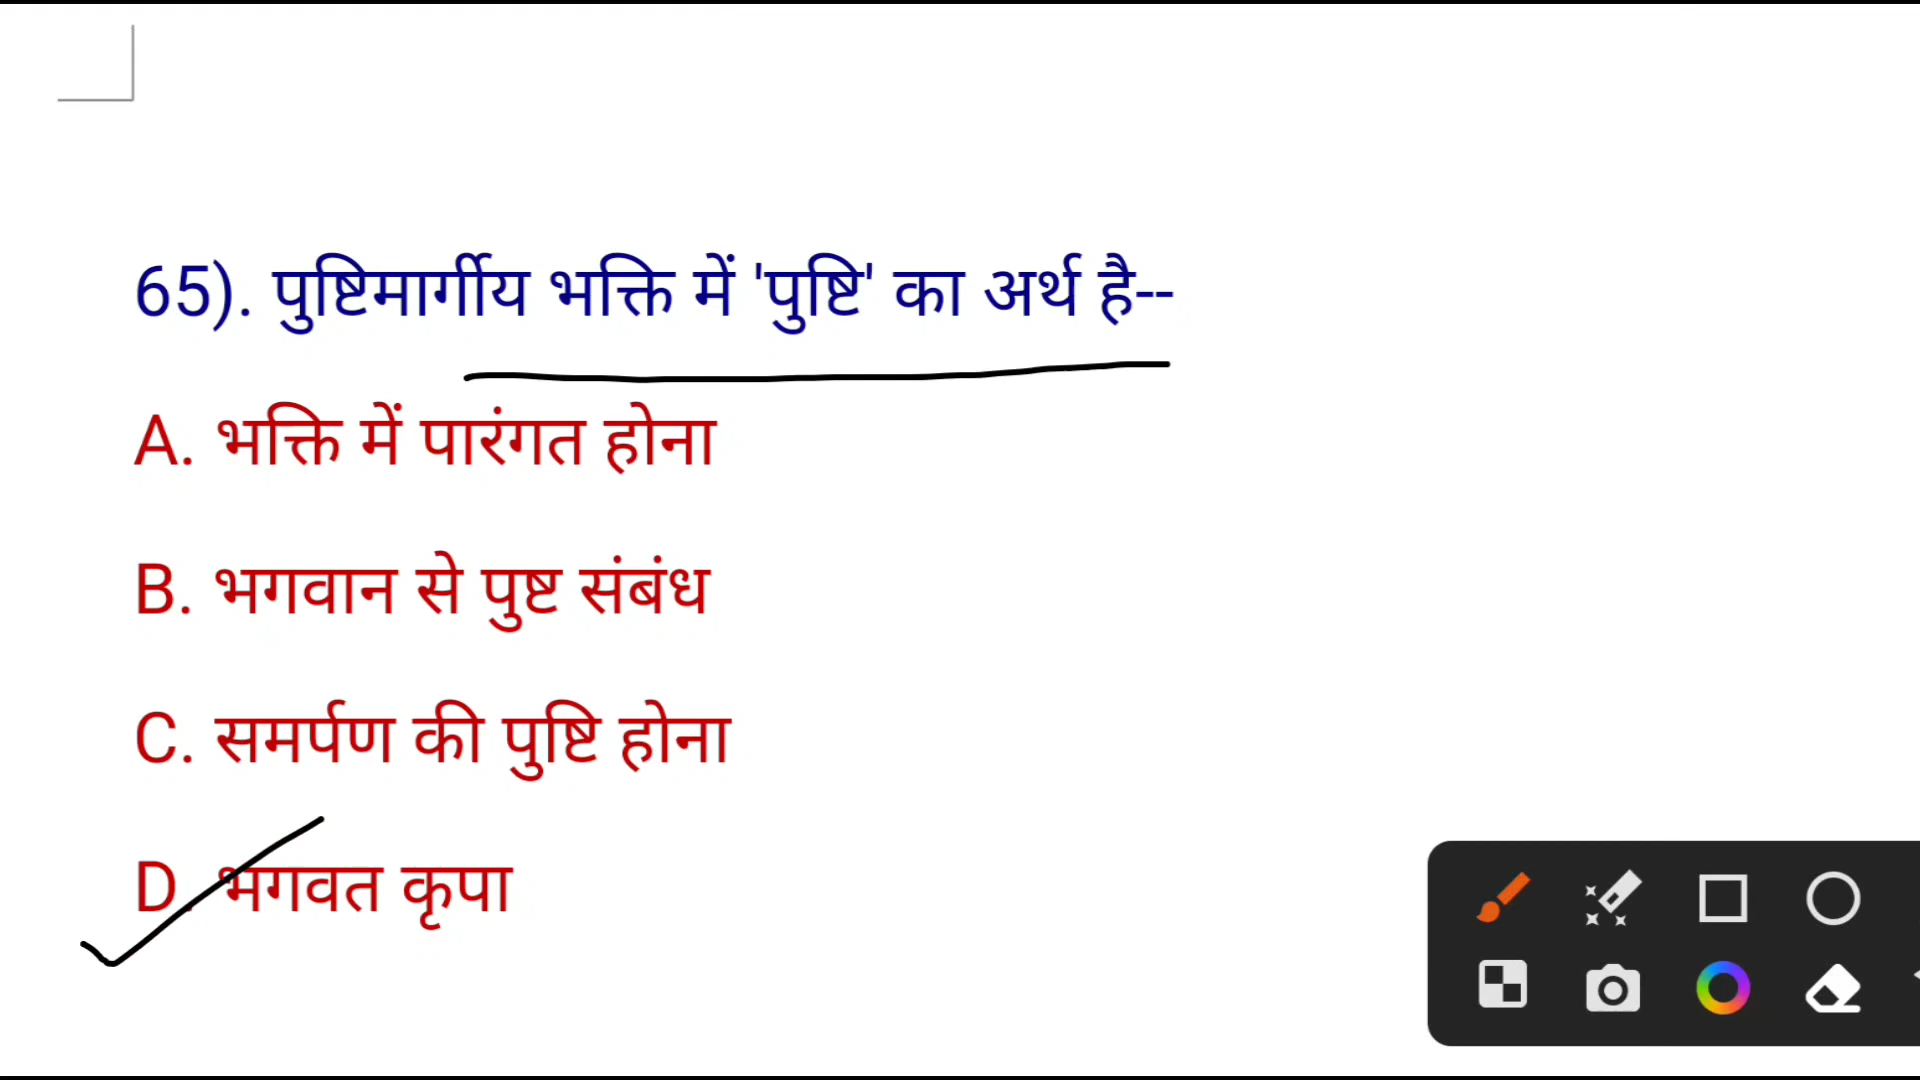 65). पुष्टिमार्गीय भक्ति में 'पुष्टि' का अर्थ है--
A. भक्ति में पारंगत होना
B. भगवान से पुष्ट संबंध
C. समर्पण की पुष्टि होना
D. भगवत कृपा